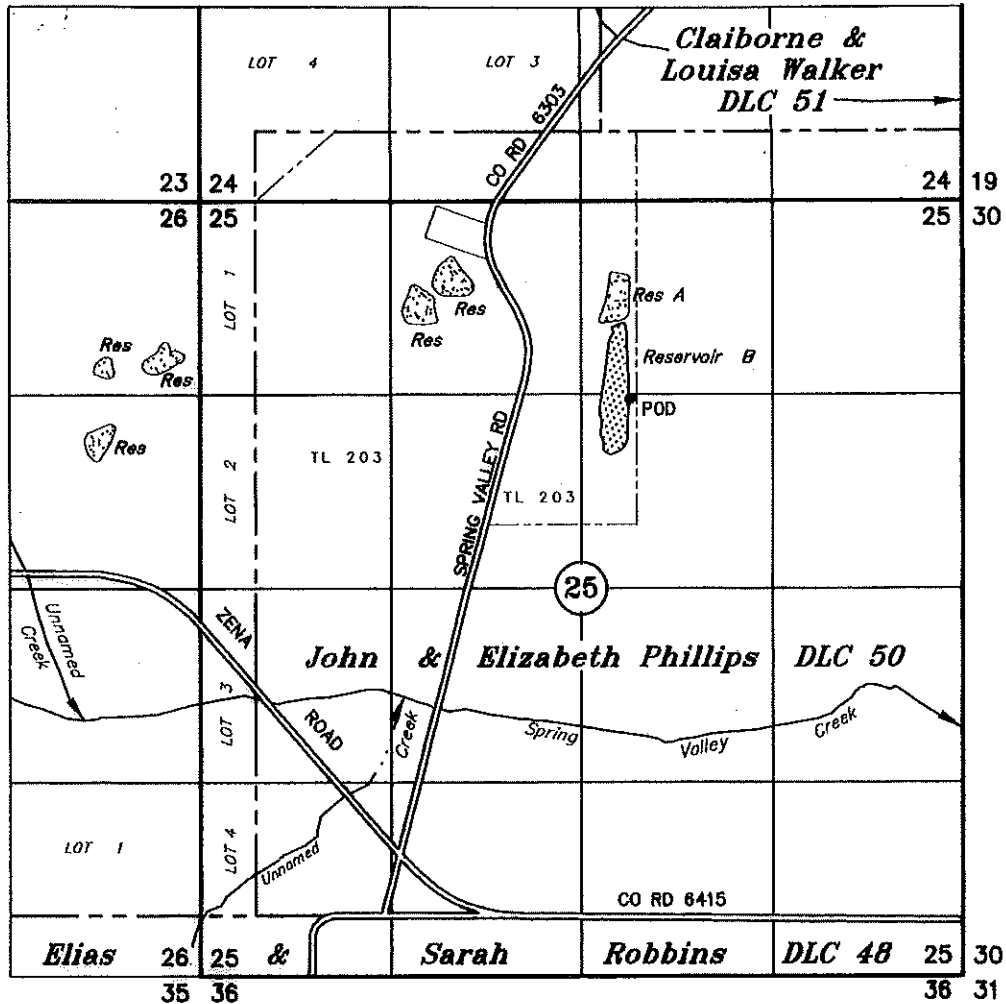 LOT 4
LOT 3
Claiborne &
Louisa Walker
DLC 51
CO RD 6303
23 24
24 19
26 25
25 30
LOT 1
Res
Res
Res A
Res
Res
Reservoir B
POD
Res
LOT 2
TL 203
SPRING VALLEY RD
TL 203
25
Unnamed
Creek
ZENA
ROAD
John & Elizabeth Phillips DLC 50
LOT 3
Creek
Spring
Valley
Creek
LOT 1
LOT 4
Unnamed
CO RD 6415
Elias 26 25 & Sarah Robbins DLC 48 25 30
35 36
36 31